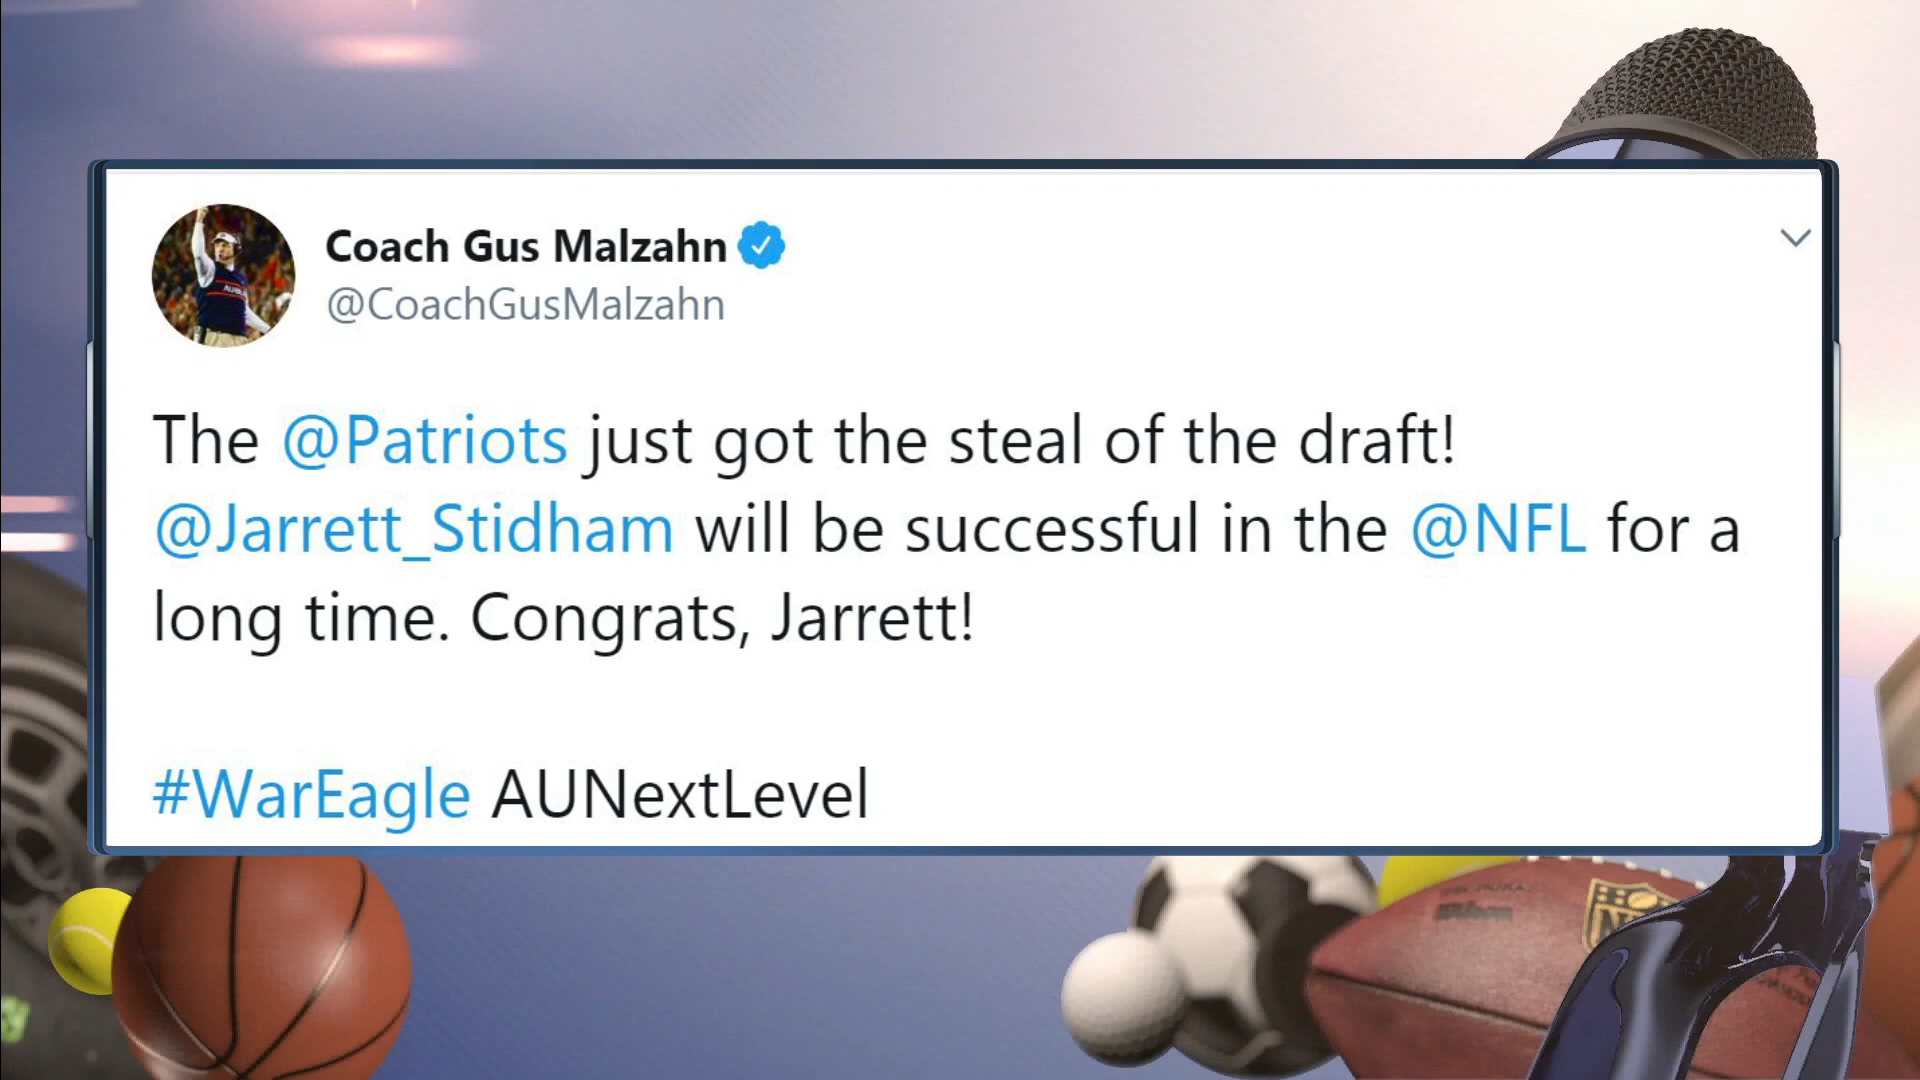 Coach Gus Malzahn
@CoachGusMalzahn
The @Patriots just got the steal of the draft!
@Jarrett_Stidham will be successful in the @NFL for a
long time. Congrats, Jarrett!
#WarEagle AUNextLevel